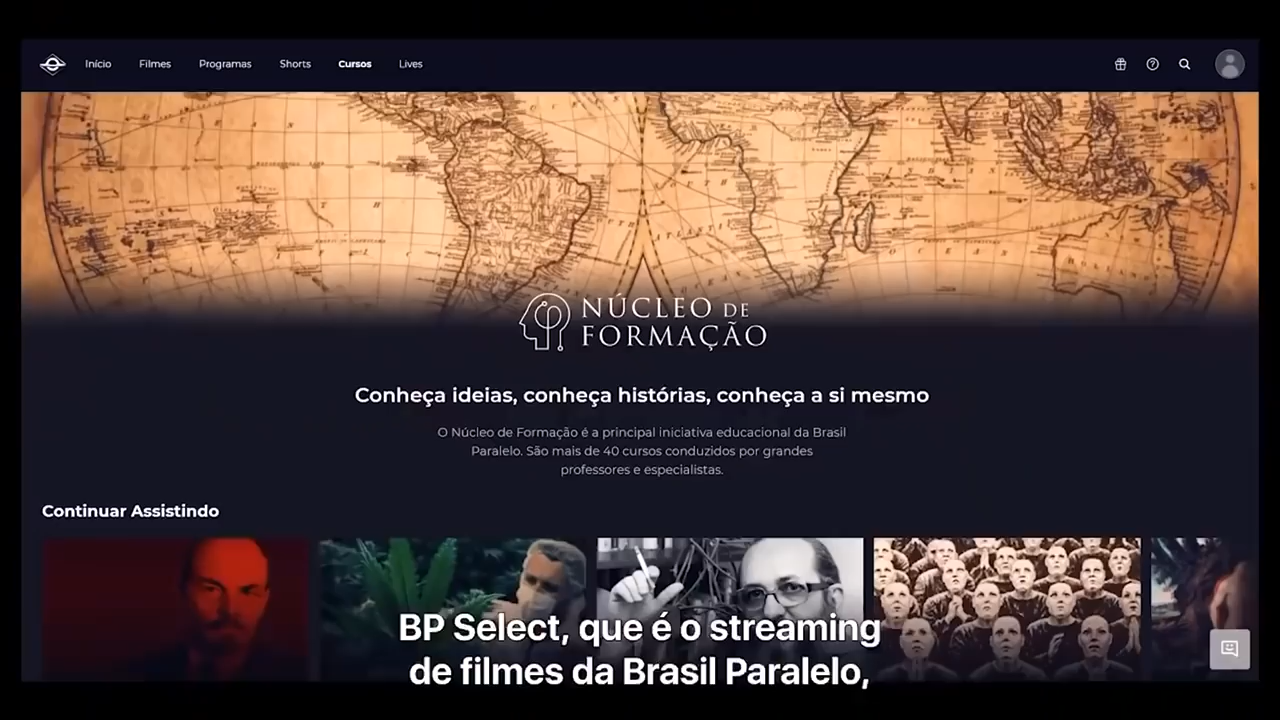 Início
Filmes
Programas
Shorts
Cursos
Lives
NÚCLEO DE
FORMAÇÃO
Conheça ideias, conheça histórias, conheça a si mesmo
O Núcleo de Formação é a principal iniciativa educacional da Brasil
Paralelo. São mais de 40 cursos conduzidos por grandes
professores e especialistas.
Continuar Assistindo
BP Select, que é o streaming
de filmes da Brasil Paralelo,